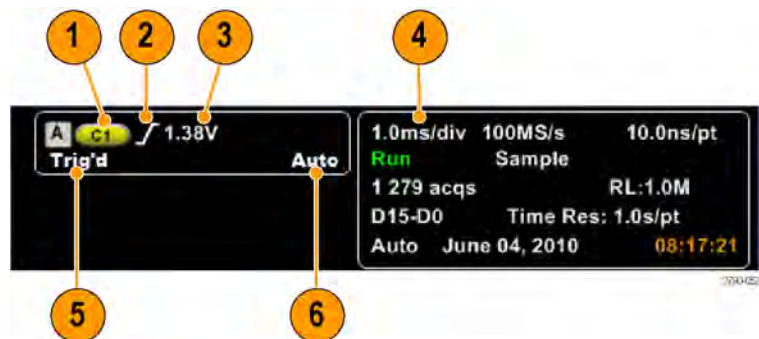 1 2 3 4
A C1 1.38V
Trig'd Auto
1.0ms/div 100MS/s 10.0ns/pt
Run Sample
1 279 acqs RL:1.0M
D15-D0 Time Res: 1.0s/pt
Auto June 04, 2010 08:17:21
5 6